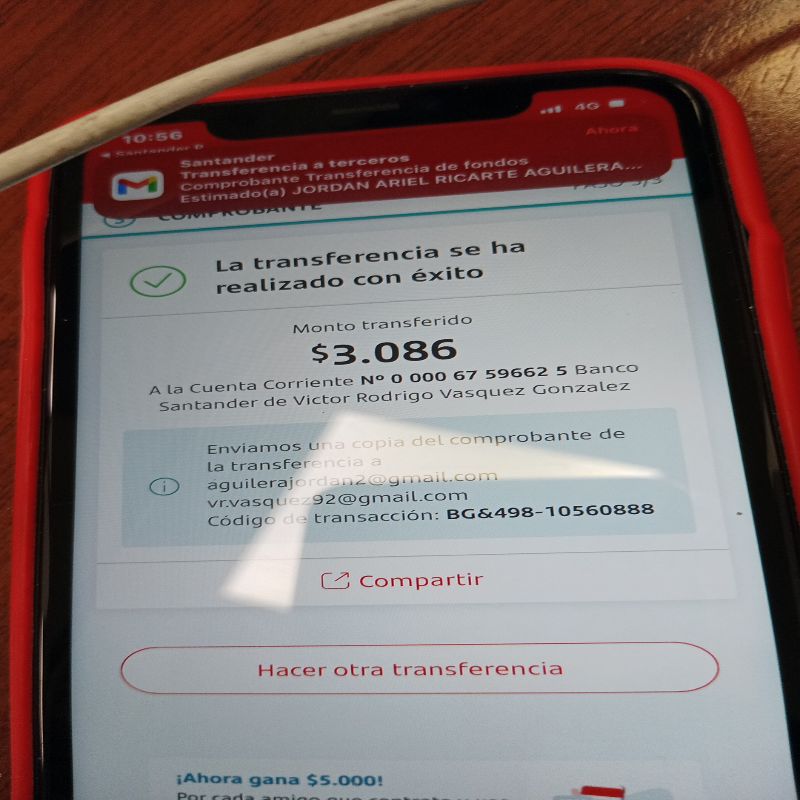 10:56
4G
Santander
Ahora
Santander
Transferencia a terceros
Comprobante Transferencia de fondos
Estimado(a) JORDAN ARIEL RICARTE AGUILERA...
COMPROBANTE
PASO 3/3
La transferencia se ha
realizado con éxito
Monto transferido
$3.086
A la Cuenta Corriente Nº 0 000 67 59662 5 Banco
Santander de Victor Rodrigo Vasquez Gonzalez
Enviamos una copia del comprobante de
la transferencia a
aguilerajordan2@gmail.com
vr.vasquez92@gmail.com
Código de transacción: BG&498-10560888
Compartir
Hacer otra transferencia
¡Ahora gana $5.000!
Por cada amigo que